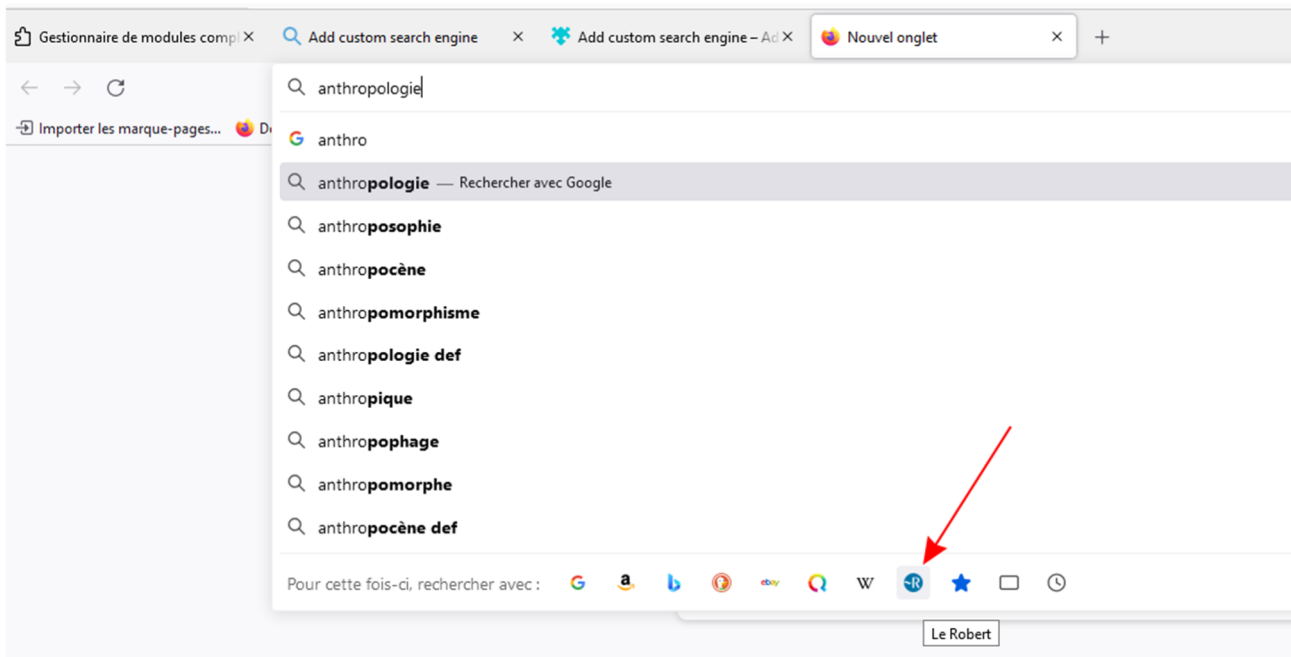 Gestionnaire de modules compl
Add custom search engine
Add custom search engine – Ad
Nouvel onglet
anthropologie
Importer les marque-pages...
anthro
anthropologie — Rechercher avec Google
anthroposophie
anthropocène
anthropomorphisme
anthropologie def
anthropique
anthropophage
anthropomorphe
anthropocène def
Pour cette fois-ci, rechercher avec : G a b ebay Q W R
Le Robert